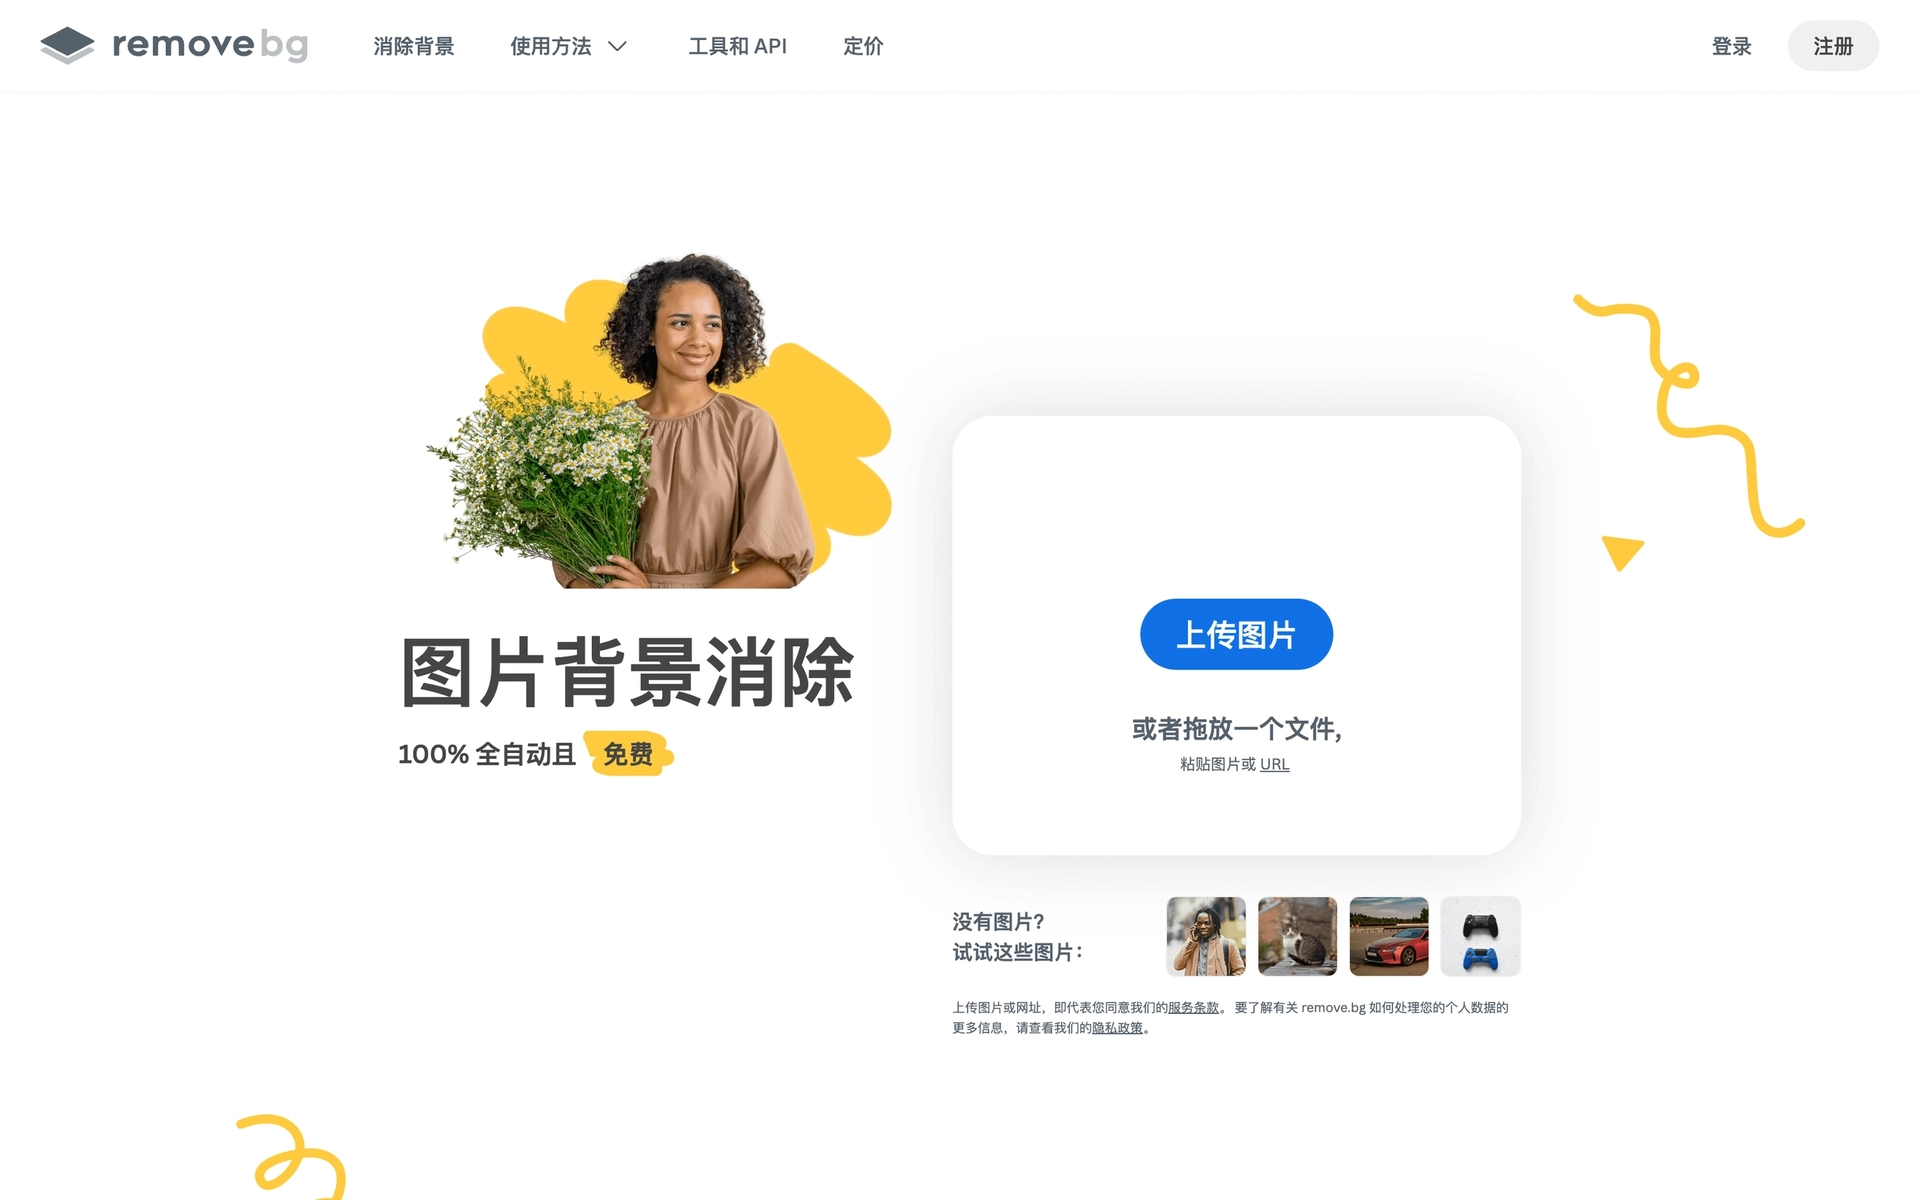 removebg
消除背景
使用方法
工具和 API
定价
登录
注册
图片背景消除
100% 全自动且 免费
上传图片
或者拖放一个文件,
粘贴图片或 URL
没有图片?
试试这些图片：
上传图片或网址，即代表您同意我们的服务条款。 要了解有关 remove.bg 如何处理您的个人数据的
更多信息，请查看我们的隐私政策。